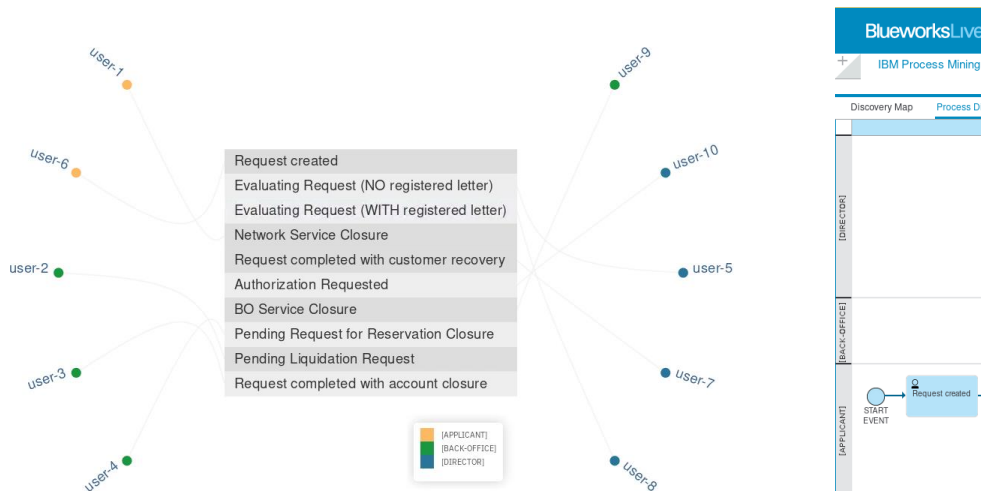 user-1
user-6
user-2
user-3
user-4
Request created
Evaluating Request (NO registered letter)
Evaluating Request (WITH registered letter)
Network Service Closure
Request completed with customer recovery
Authorization Requested
BO Service Closure
Pending Request for Reservation Closure
Pending Liquidation Request
Request completed with account closure
[APPLICANT]
[BACK-OFFICE]
[DIRECTOR]
user-9
user-10
user-5
user-7
user-8
BlueworksLive
+
IBM Process Mining
Discovery Map Process Di
[DIRECTOR]
[BACK-OFFICE]
[APPLICANT]
START
EVENT
Request created